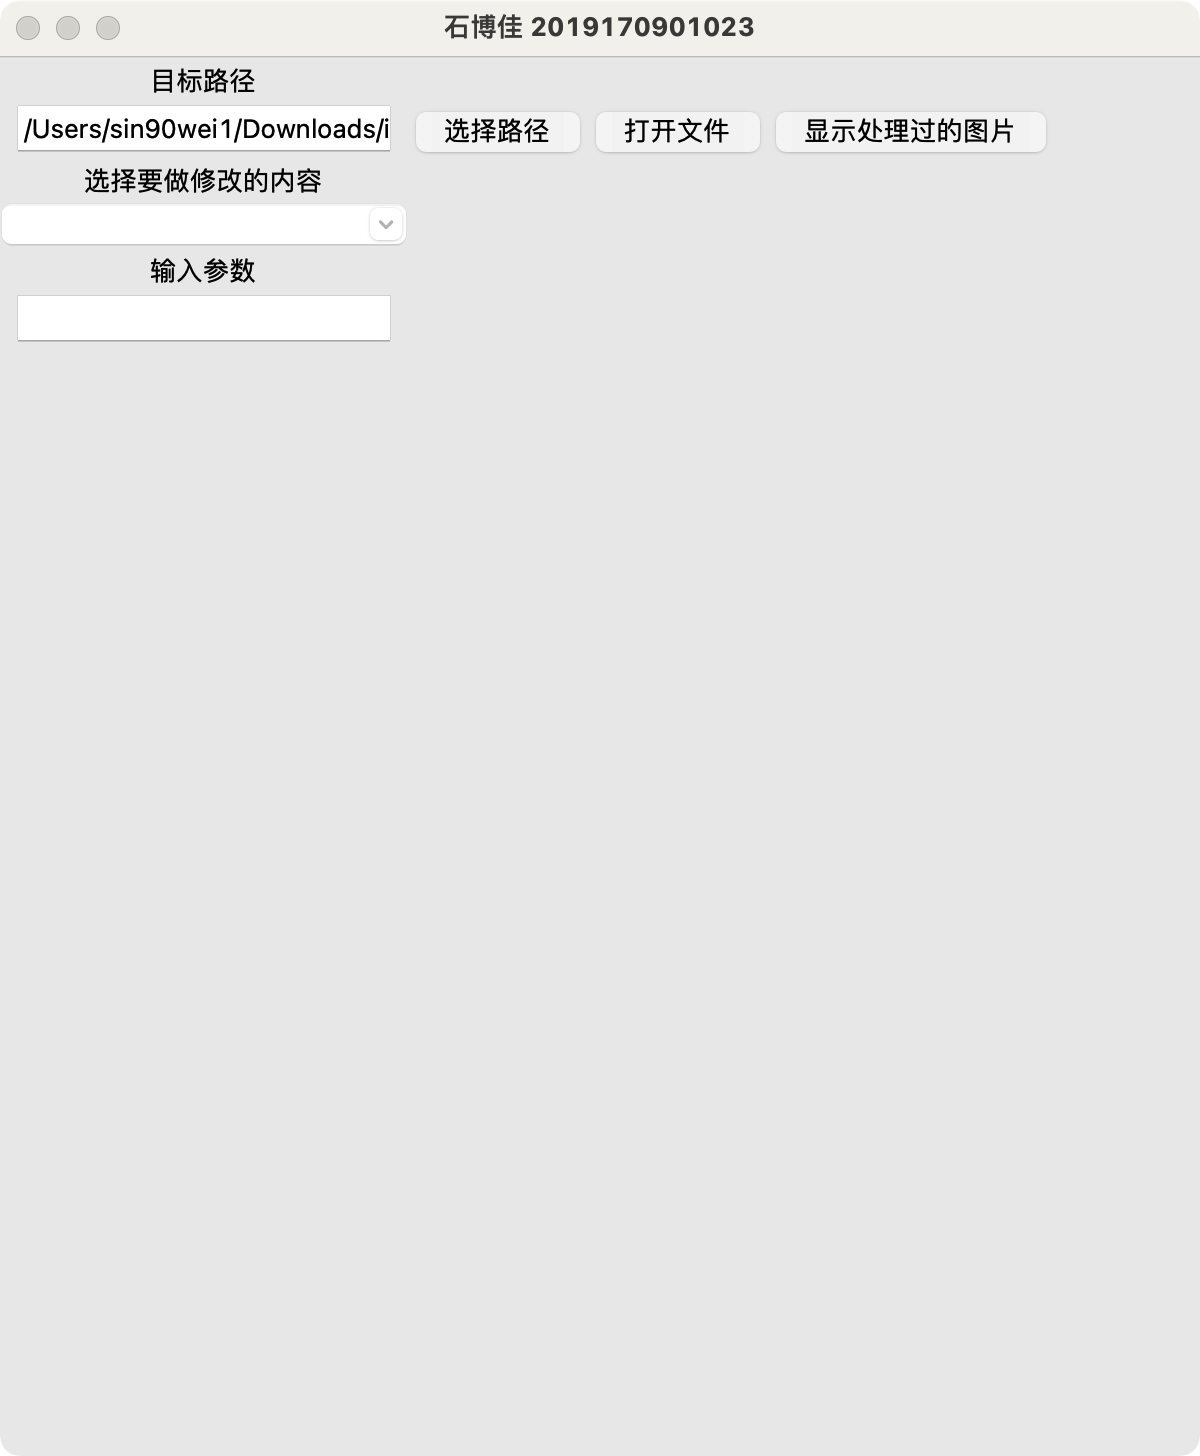 石博佳 2019170901023
目标路径
/Users/sin90wei1/Downloads/i
选择路径
打开文件
显示处理过的图片
选择要做修改的内容
输入参数